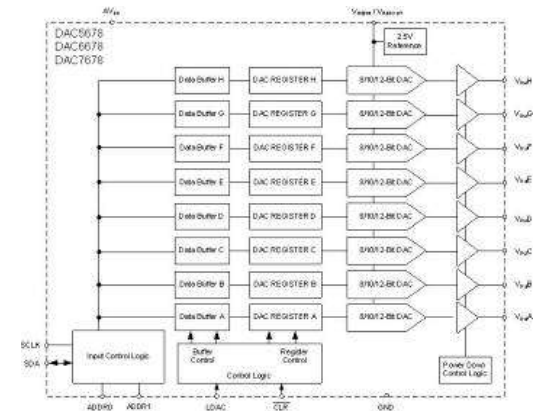 AVDD
VREFIN / VREFOUT
DAC5678
DAC6678
DAC7678
2.5V
Reference
Data Buffer H
DAC REGISTER H
8/10/12-Bit DAC
VOUTH
Data Buffer G
DAC REGISTER G
8/10/12-Bit DAC
VOUTG
Data Buffer F
DAC REGISTER F
8/10/12-Bit DAC
VOUTF
Data Buffer E
DAC REGISTER E
8/10/12-Bit DAC
VOUTE
Data Buffer D
DAC REGISTER D
8/10/12-Bit DAC
VOUTD
Data Buffer C
DAC REGISTER C
8/10/12-Bit DAC
VOUTC
Data Buffer B
DAC REGISTER B
8/10/12-Bit DAC
VOUTB
Data Buffer A
DAC REGISTER A
8/10/12-Bit DAC
VOUTA
SCLK
SDA
Input Control Logic
Buffer
Control
Register
Control
Control Logic
Power Down
Control Logic
ADDR0
ADDR1
LDAC
CLR
GND